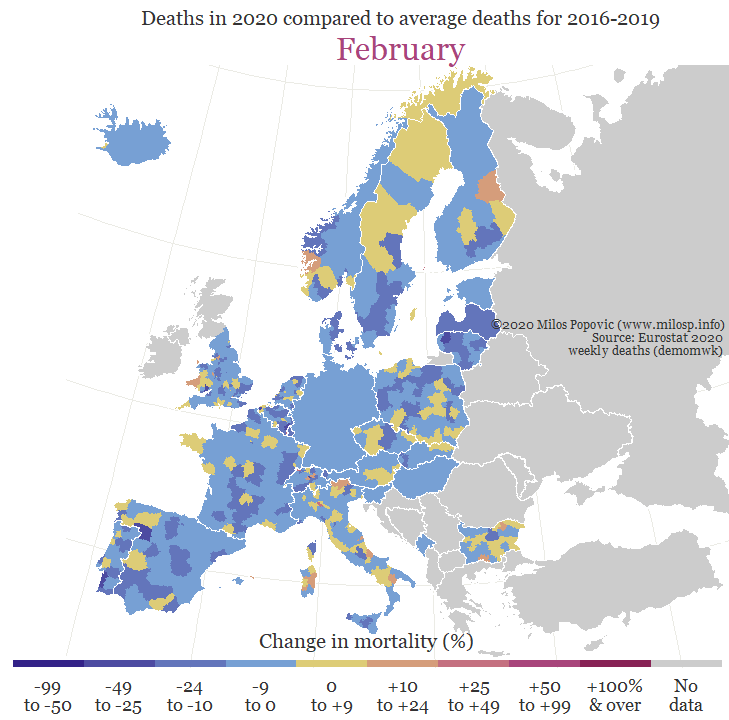 Deaths in 2020 compared to average deaths for 2016-2019
February
©2020 Milos Popovic (www.milosp.info)
Source: Eurostat 2020
weekly deaths (demomwk)
Change in mortality (%)
-99 -49 -24 -9 0 +10 +25 +50 +100% No
to -50 to -25 to -10 to 0 to +9 to +24 to +49 to +99 & over data